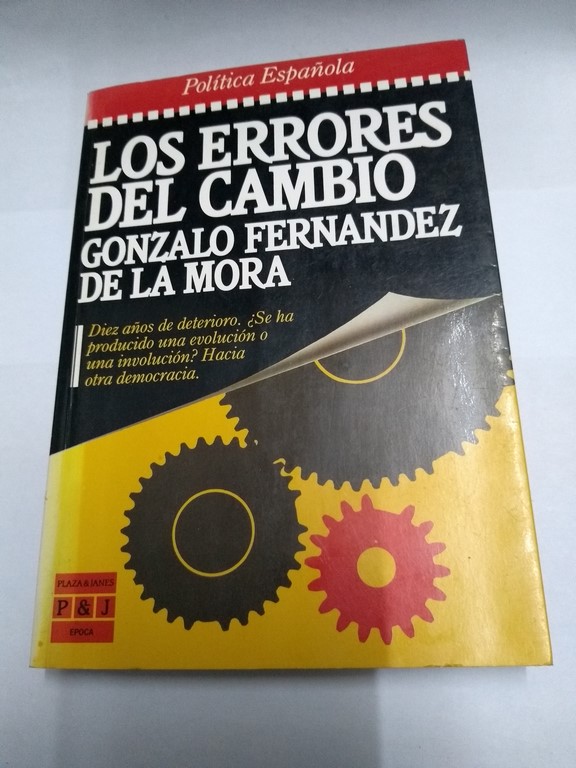 Política Española
LOS ERRORES
DEL CAMBIO
GONZALO FERNANDEZ
DE LA MORA
Diez años de deterioro. ¿Se ha
producido una evolución o
una involución? Hacia
otra democracia.
PLAZA & JANES
P & J
EPOCA